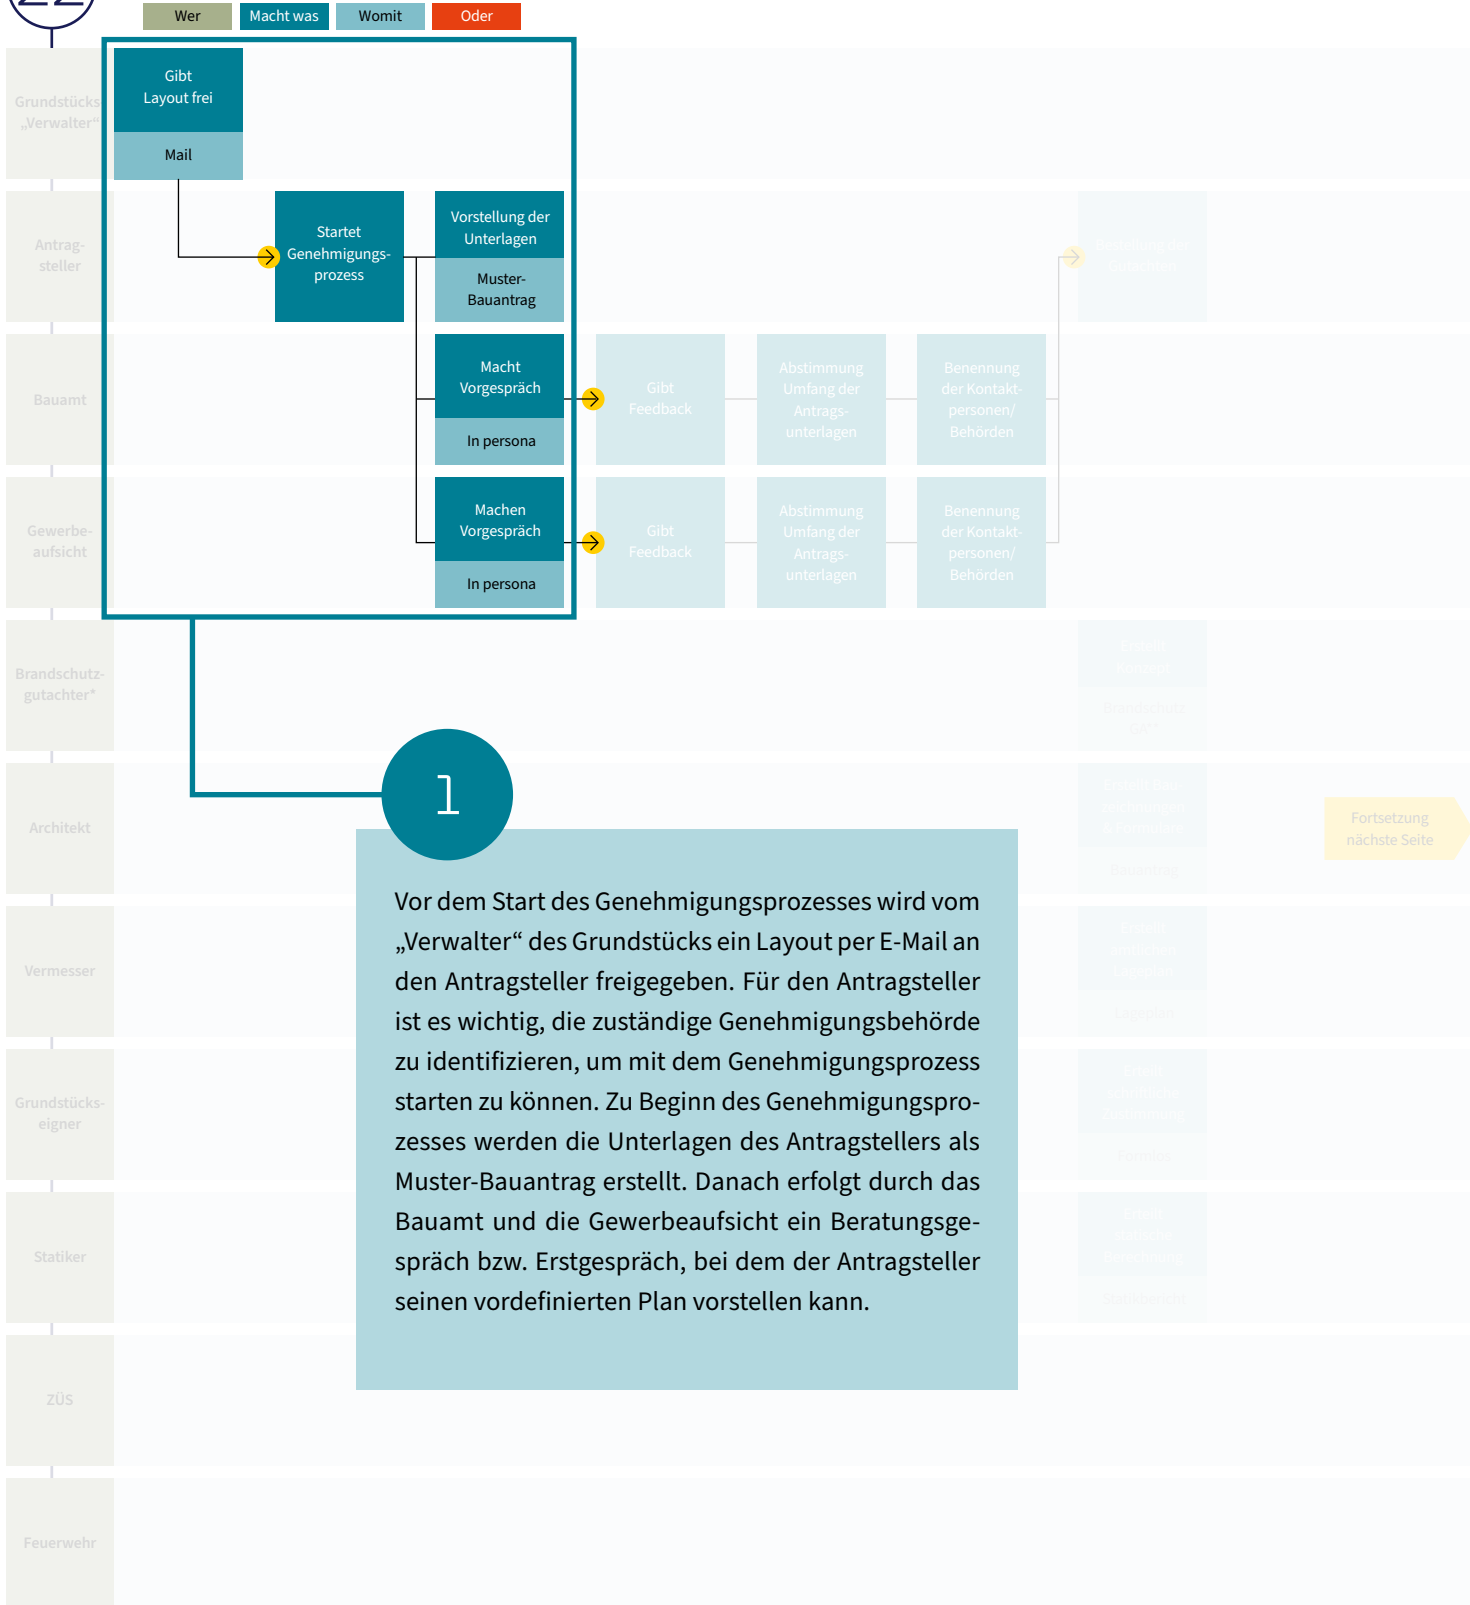 22
Wer
Macht was
Womit
Oder
Grundstücks-
„Verwalter“
Gibt
Layout frei
Mail
Antrag-
steller
Startet
Genehmigungs-
prozess
Vorstellung der
Unterlagen
Muster-
Bauantrag
Bauamt
Macht
Vorgespräch
In persona
Gibt
Feedback
Abstimmung
Umfang der
Antrags-
unterlagen
Benennung
der Kontakt-
personen/
Behörden
Gewerbe-
aufsicht
Machen
Vorgespräch
In persona
Gibt
Feedback
Abstimmung
Umfang der
Antrags-
unterlagen
Benennung
der Kontakt-
personen/
Behörden
Brandschutz-
gutachter*
Architekt
Fortsetzung
nächste Seite
Vermesser
Grundstücks-
eigner
Statiker
ZÜS
Feuerwehr
1
Vor dem Start des Genehmigungsprozesses wird vom
„Verwalter“ des Grundstücks ein Layout per E-Mail an
den Antragsteller freigegeben. Für den Antragsteller
ist es wichtig, die zuständige Genehmigungsbehörde
zu identifizieren, um mit dem Genehmigungsprozess
starten zu können. Zu Beginn des Genehmigungspro-
zesses werden die Unterlagen des Antragstellers als
Muster-Bauantrag erstellt. Danach erfolgt durch das
Bauamt und die Gewerbeaufsicht ein Beratungsge-
spräch bzw. Erstgespräch, bei dem der Antragsteller
seinen vordefinierten Plan vorstellen kann.
Bauantrag
Lageplan